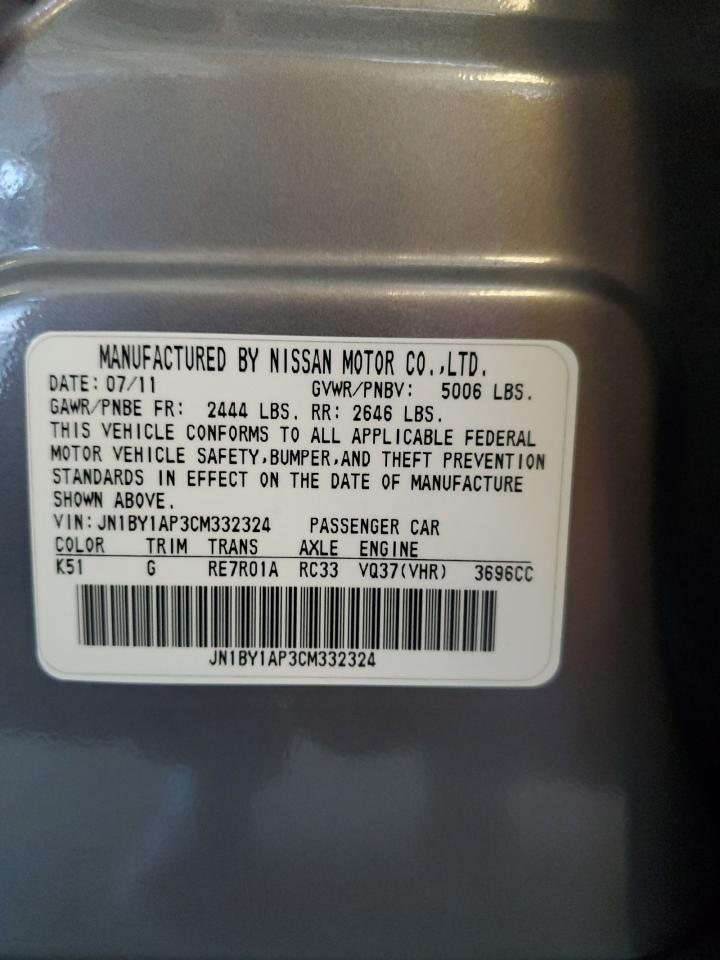 MANUFACTURED BY NISSAN MOTOR CO.,LTD.
DATE: 07/11 GVWR/PNBV: 5006 LBS.
GAWR/PNBE FR: 2444 LBS. RR: 2646 LBS.
THIS VEHICLE CONFORMS TO ALL APPLICABLE FEDERAL
MOTOR VEHICLE SAFETY,BUMPER,AND THEFT PREVENTION
STANDARDS IN EFFECT ON THE DATE OF MANUFACTURE
SHOWN ABOVE.
VIN: JN1BY1AP3CM332324 PASSENGER CAR
COLOR TRIM TRANS AXLE ENGINE
K51 G RE7R01A RC33 VQ37(VHR) 3696CC
JN1BY1AP3CM332324